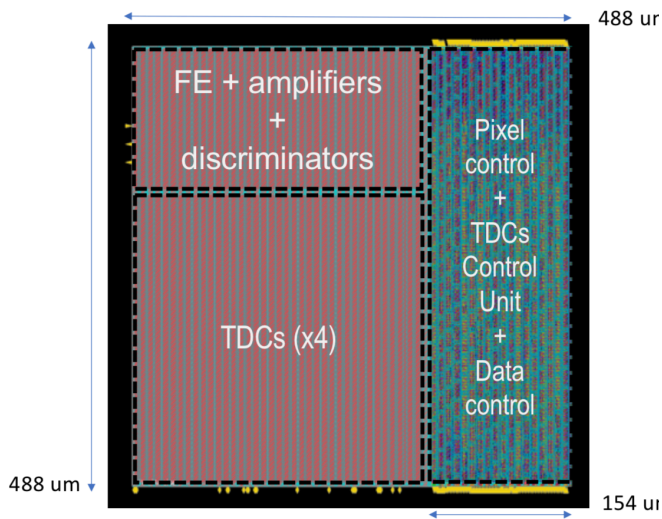 488 ur
FE + amplifiers
+
discriminators
Pixel
control
+
TDCs
Control
Unit
+
Data
control
TDCs (x4)
488 um
154 ur